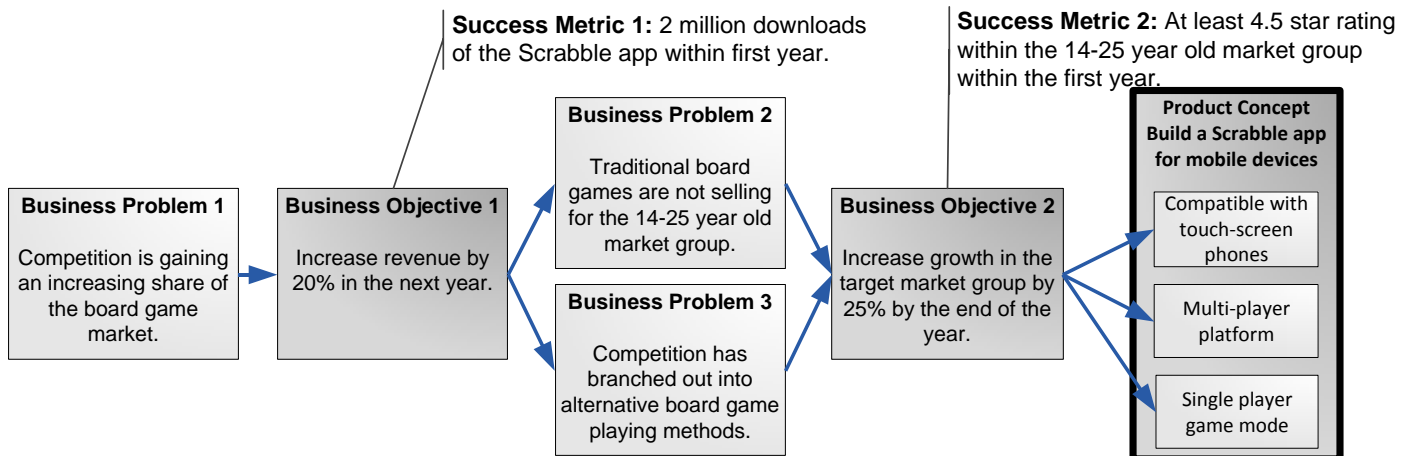 Success Metric 1: 2 million downloads
of the Scrabble app within first year.
Success Metric 2: At least 4.5 star rating
within the 14-25 year old market group
within the first year.
Business Problem 1
Competition is gaining
an increasing share of
the board game
market.
Business Objective 1
Increase revenue by
20% in the next year.
Business Problem 2
Traditional board
games are not selling
for the 14-25 year old
market group.
Business Problem 3
Competition has
branched out into
alternative board game
playing methods.
Business Objective 2
Increase growth in the
target market group by
25% by the end of the
year.
Product Concept
Build a Scrabble app
for mobile devices
Compatible with
touch-screen
phones
Multi-player
platform
Single player
game mode